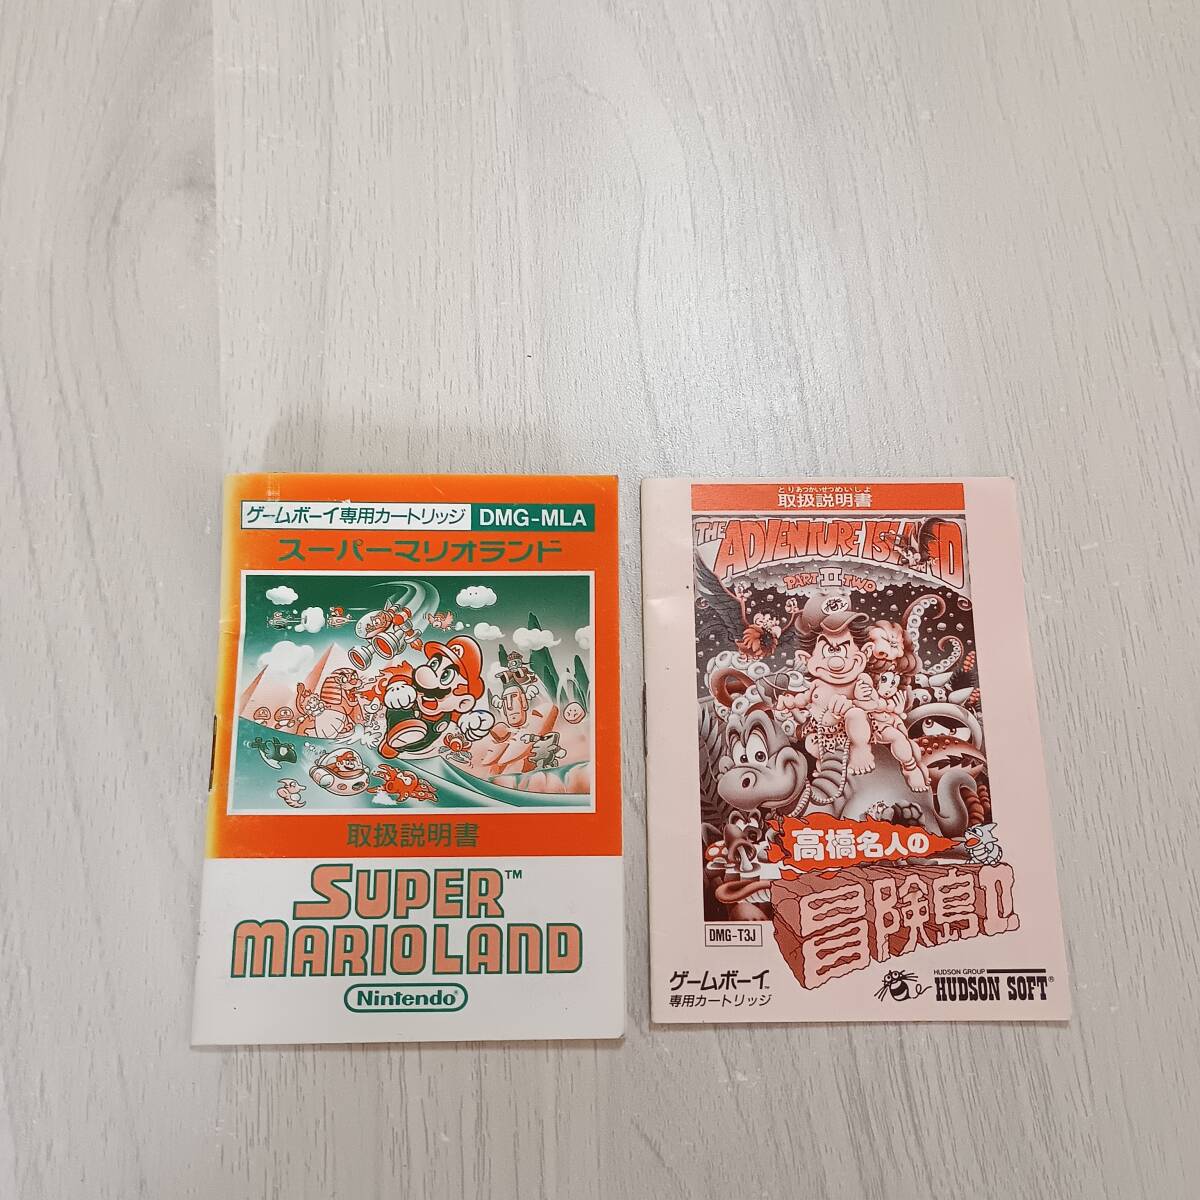 ゲームボーイ専用カートリッジ DMG-MLA
スーパーマリオランド
取扱説明書
SUPER™
MARIOLAND
Nintendo®
とりあつかいせつめいしょ
取扱説明書
THE ADVENTURE ISLAND
PART II TWO
高橋名人の
冒険島II
DMG-T3J
ゲームボーイ™
専用カートリッジ
HUDSON GROUP
HUDSON SOFT®